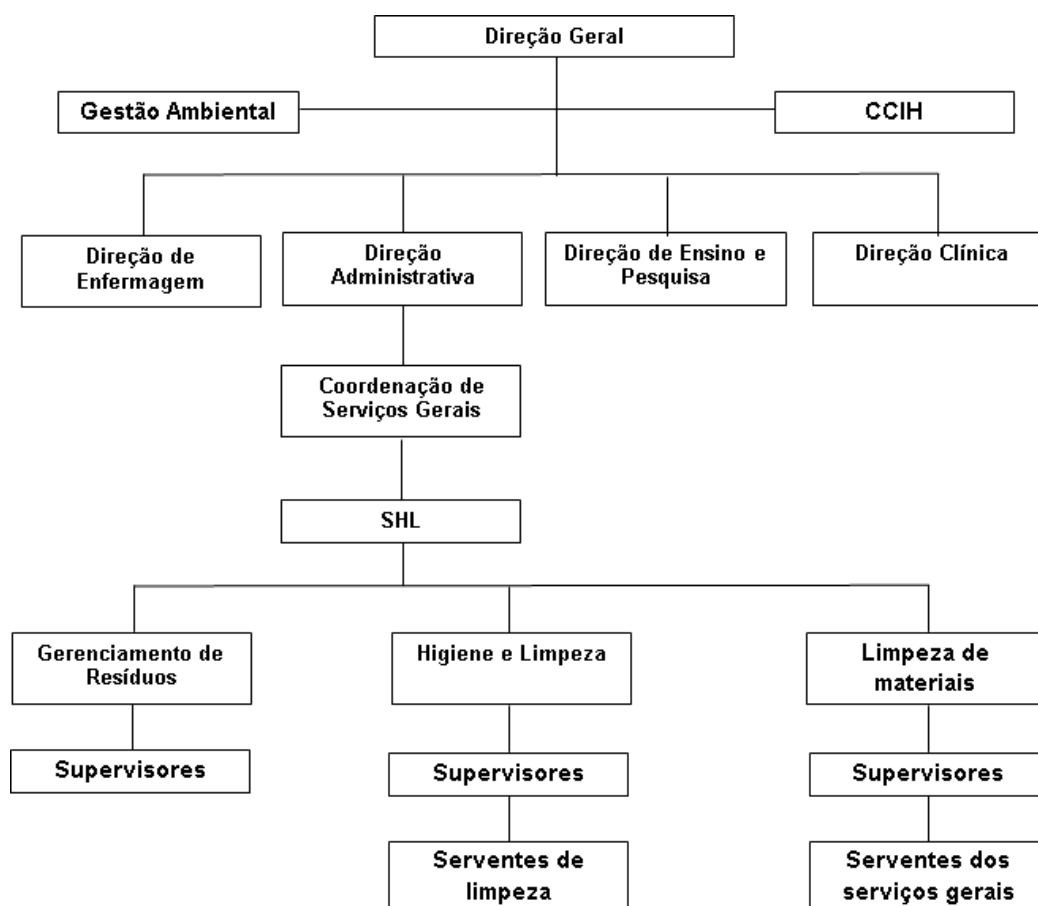 Direção Geral
Gestão Ambiental
CCIH
Direção de
Enfermagem
Direção
Administrativa
Direção de Ensino e
Pesquisa
Direção Clínica
Coordenação de
Serviços Gerais
SHL
Gerenciamento de
Resíduos
Higiene e Limpeza
Limpeza de
materiais
Supervisores
Supervisores
Supervisores
Serventes de
limpeza
Serventes dos
serviços gerais